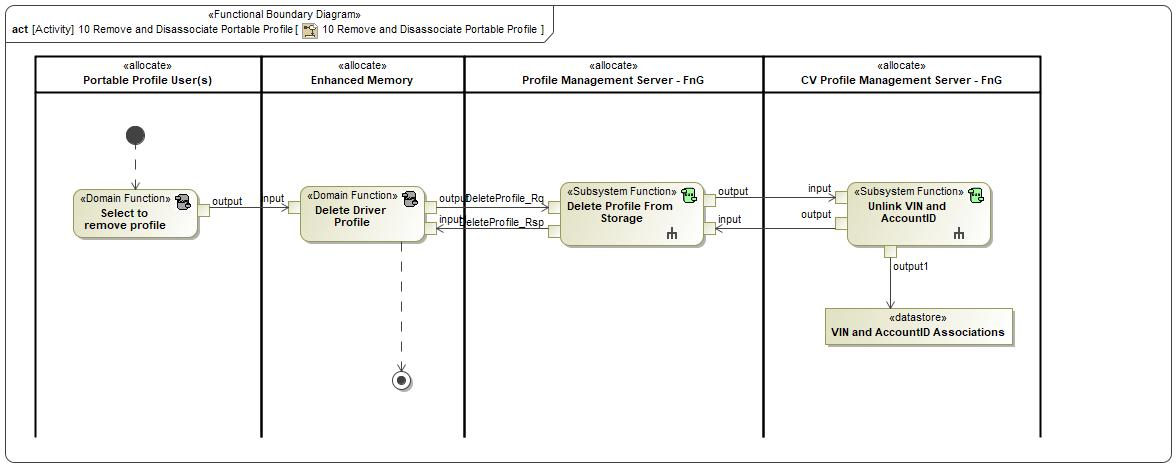 «Functional Boundary Diagram»
act [Activity] 10 Remove and Disassociate Portable Profile [ 10 Remove and Disassociate Portable Profile ]
«allocate»
Portable Profile User(s)
«allocate»
Enhanced Memory
«allocate»
Profile Management Server - FnG
«allocate»
CV Profile Management Server - FnG
«Domain Function»
Select to
remove profile
output
input
«Domain Function»
Delete Driver
Profile
output
DeleteProfile_Rq
input
DeleteProfile_Rsp
«Subsystem Function»
Delete Profile From
Storage
output
input
input
output
«Subsystem Function»
Unlink VIN and
AccountID
output1
«datastore»
VIN and AccountID Associations